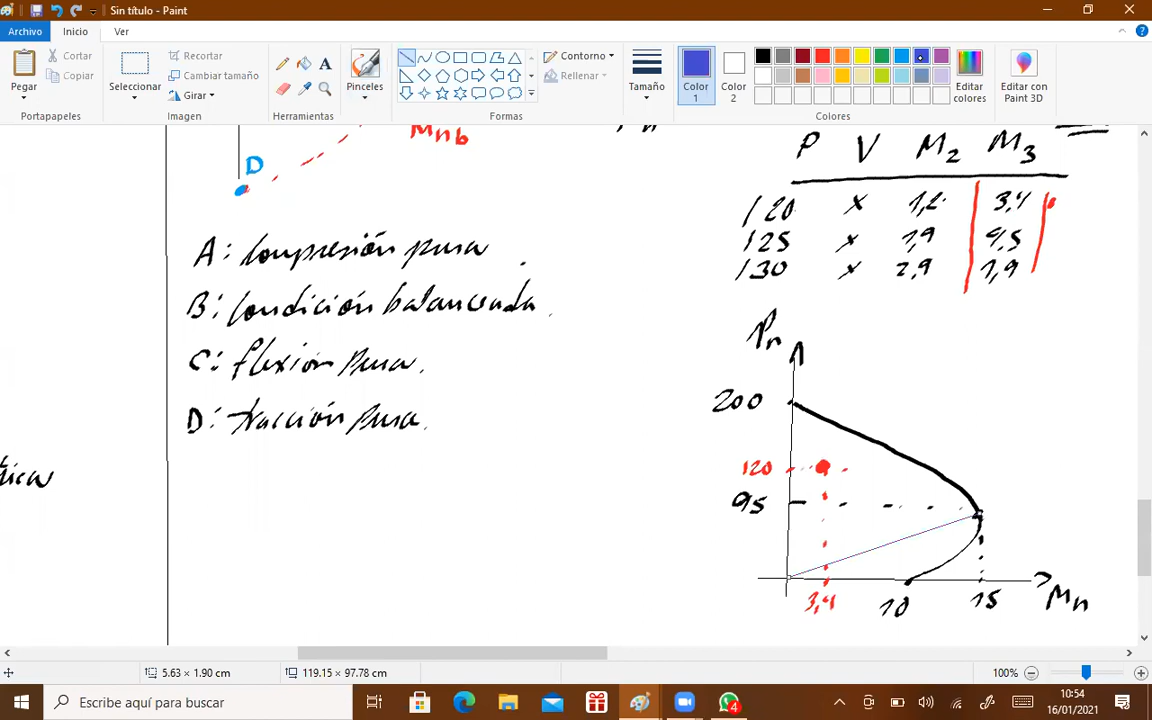 Sin título - Paint
Archivo
Inicio
Ver
Pegar
Cortar
Copiar
Portapapeles
Seleccionar
Recortar
Cambiar tamaño
Girar
Imagen
Herramientas
Pinceles
Contorno
Rellenar
Formas
Tamaño
Color 1
Color 2
Editar colores
Colores
Editar con Paint 3D
Mnb
D
P V M2 M3
120 x 1,2 3,4
125 x 1,9 4,5
130 x 2,9 1,9
A: Compresión pura
B: Condición balanceada.
C: flexión pura.
D: tracción pura.
Pn
200
120
95
3,4
10
15
Mn
5.63 × 1.90 cm
119.15 × 97.78 cm
100%
Escribe aquí para buscar
4
10:54
16/01/2021